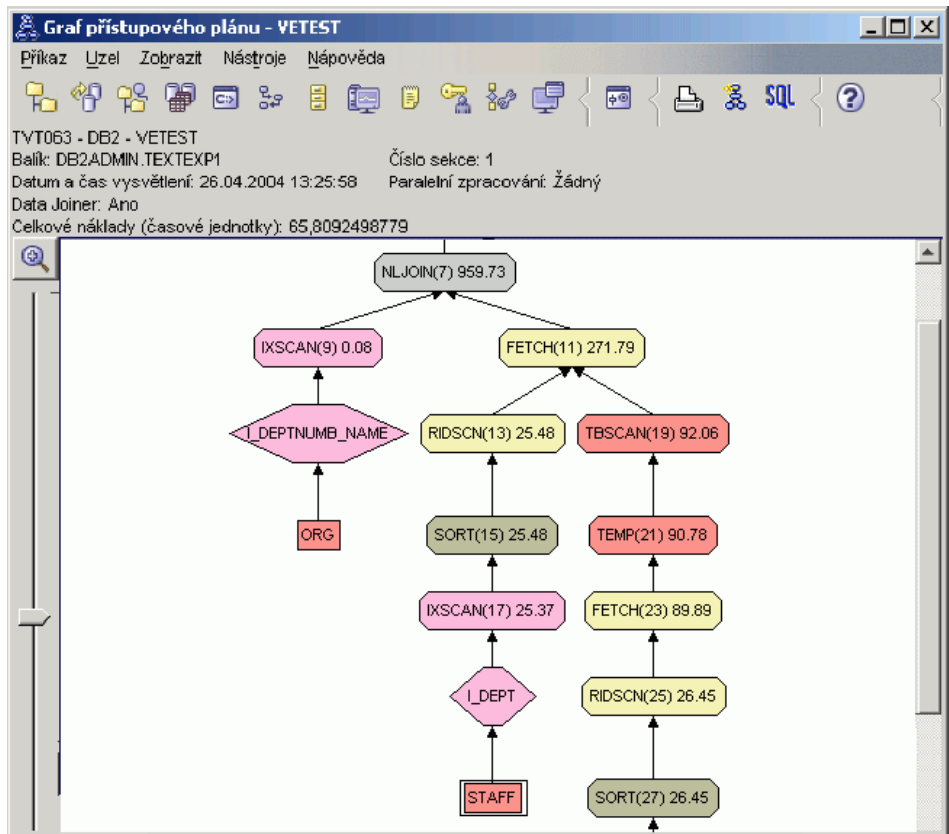 Graf přístupového plánu - VETEST
Příkaz Uzel Zobrazit Nástroje Nápověda
SQL
TVT063 - DB2 - VETEST
Balík: DB2ADMIN.TEXTEXP1 Číslo sekce: 1
Datum a čas vysvětlení: 26.04.2004 13:25:58 Paralelní zpracování: Žádný
Data Joiner: Ano
Celkové náklady (časové jednotky): 65,8092498779
NLJOIN(7) 959.73
IXSCAN(9) 0.08 FETCH(11) 271.79
I_DEPTNUMB_NAME RIDSCN(13) 25.48 TBSCAN(19) 92.06
ORG SORT(15) 25.48 TEMP(21) 90.78
IXSCAN(17) 25.37 FETCH(23) 89.89
I_DEPT RIDSCN(25) 26.45
STAFF SORT(27) 26.45